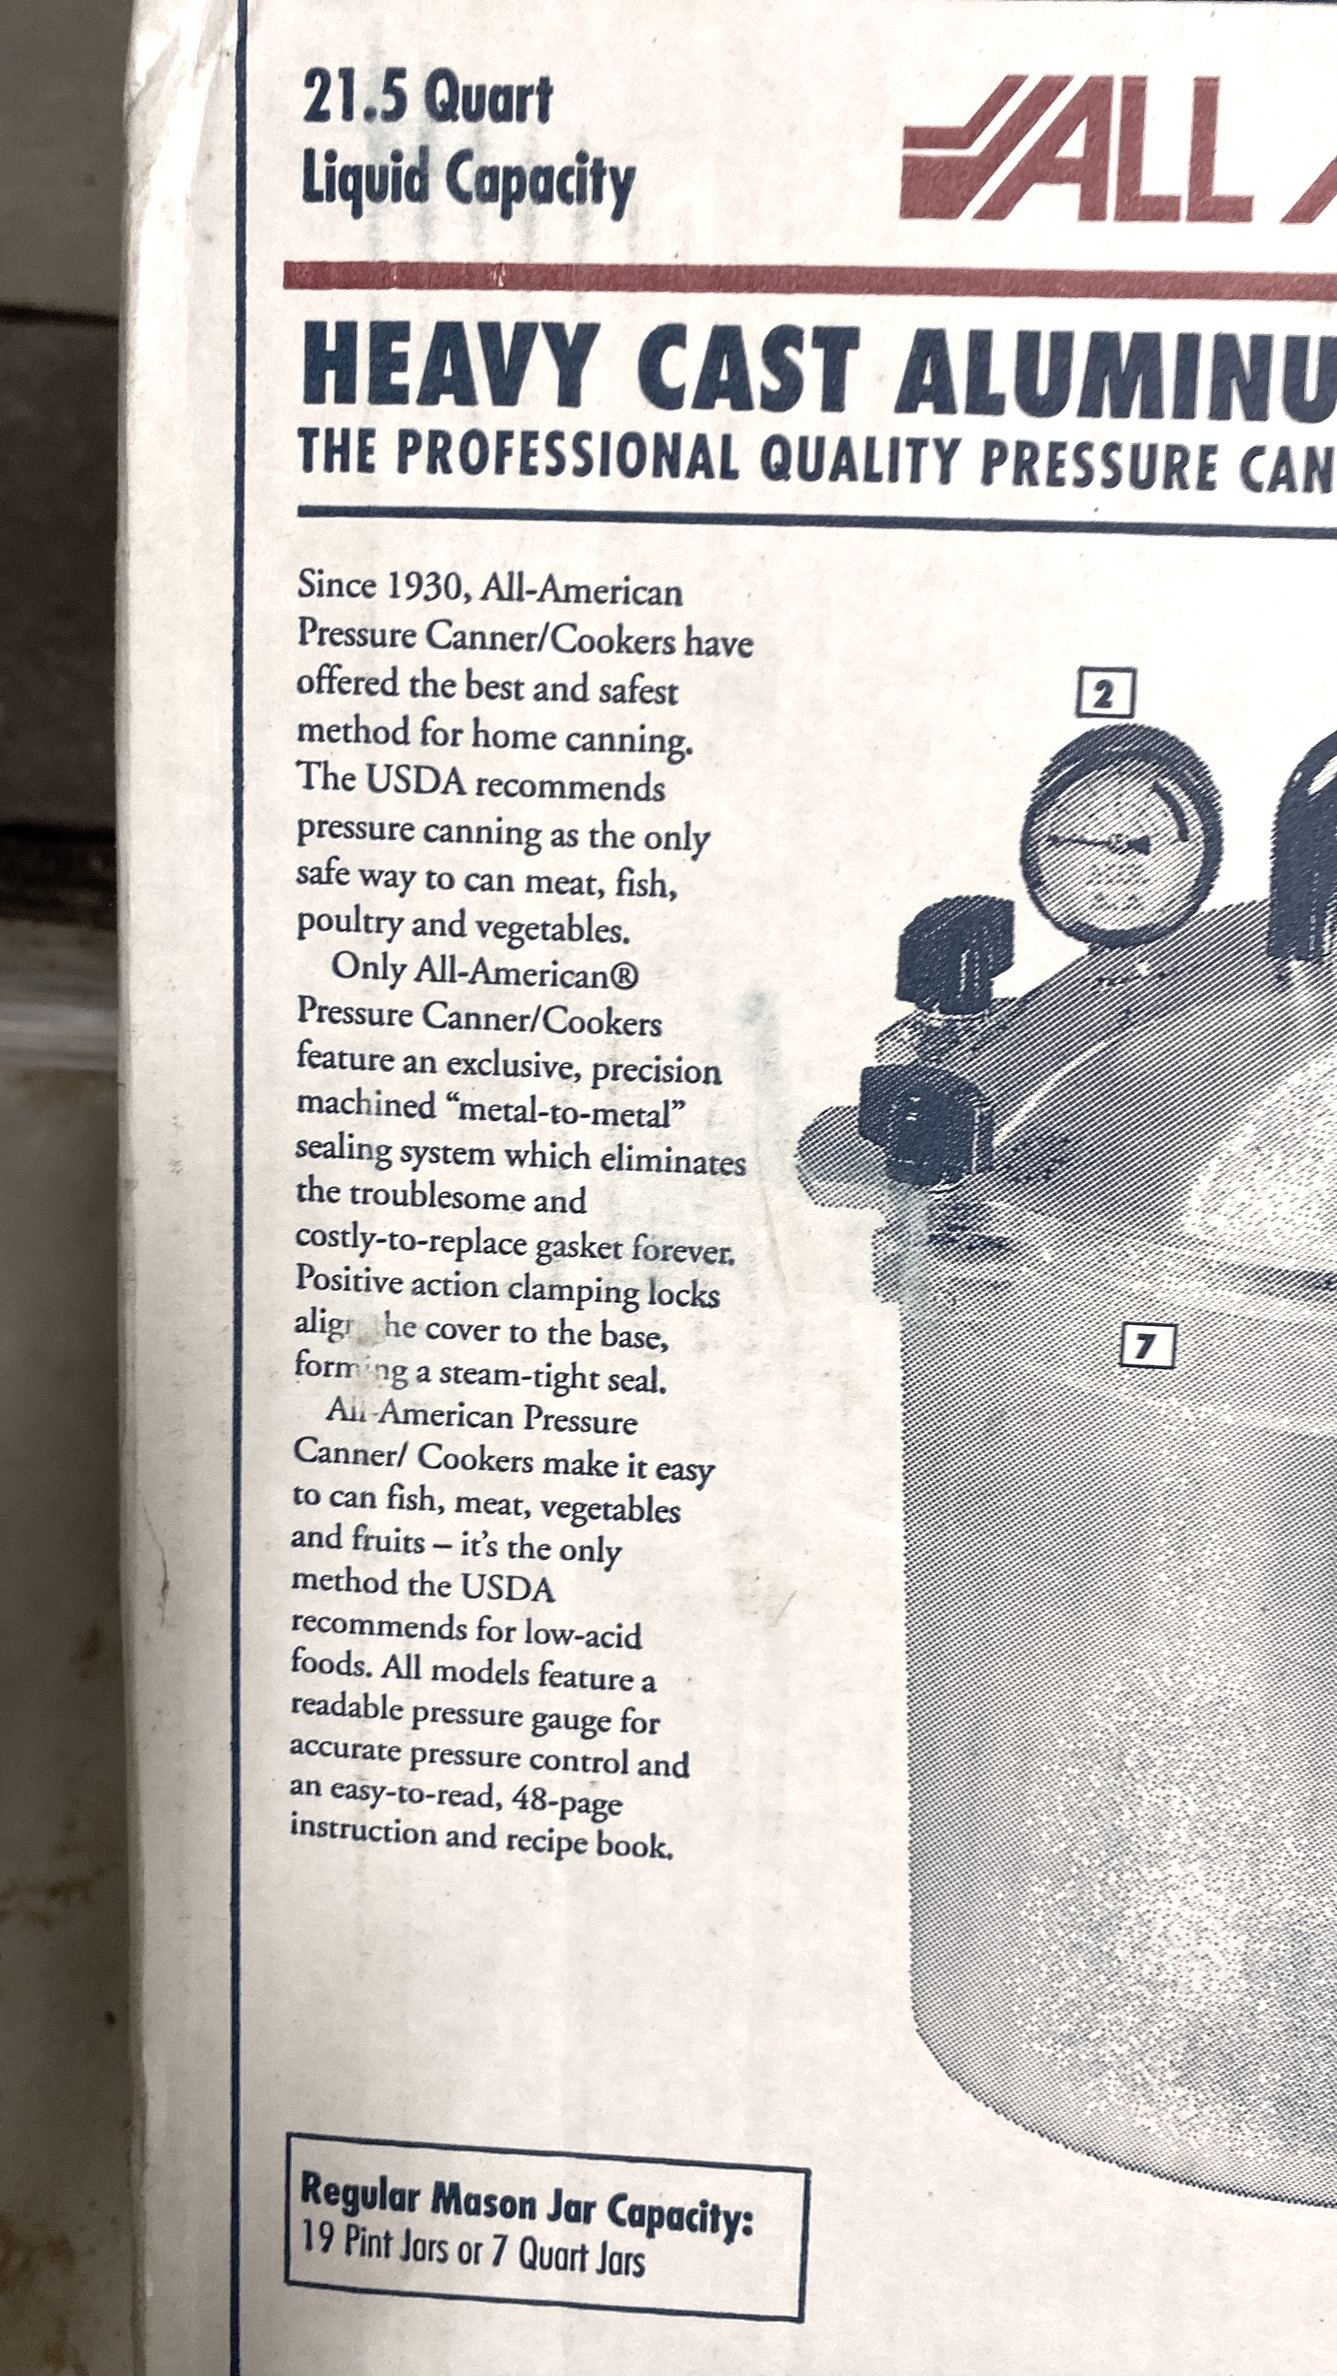 21.5 Quart
Liquid Capacity
ALL
HEAVY CAST ALUMINU
THE PROFESSIONAL QUALITY PRESSURE CAN
Since 1930, All-American
Pressure Canner/Cookers have
offered the best and safest
method for home canning.
The USDA recommends
pressure canning as the only
safe way to can meat, fish,
poultry and vegetables.
Only All-American®
Pressure Canner/Cookers
feature an exclusive, precision
machined “metal-to-metal”
sealing system which eliminates
the troublesome and
costly-to-replace gasket forever.
Positive action clamping locks
align the cover to the base,
forming a steam-tight seal.
All-American Pressure
Canner/ Cookers make it easy
to can fish, meat, vegetables
and fruits – it’s the only
method the USDA
recommends for low-acid
foods. All models feature a
readable pressure gauge for
accurate pressure control and
an easy-to-read, 48-page
instruction and recipe book.
2
7
Regular Mason Jar Capacity:
19 Pint Jars or 7 Quart Jars